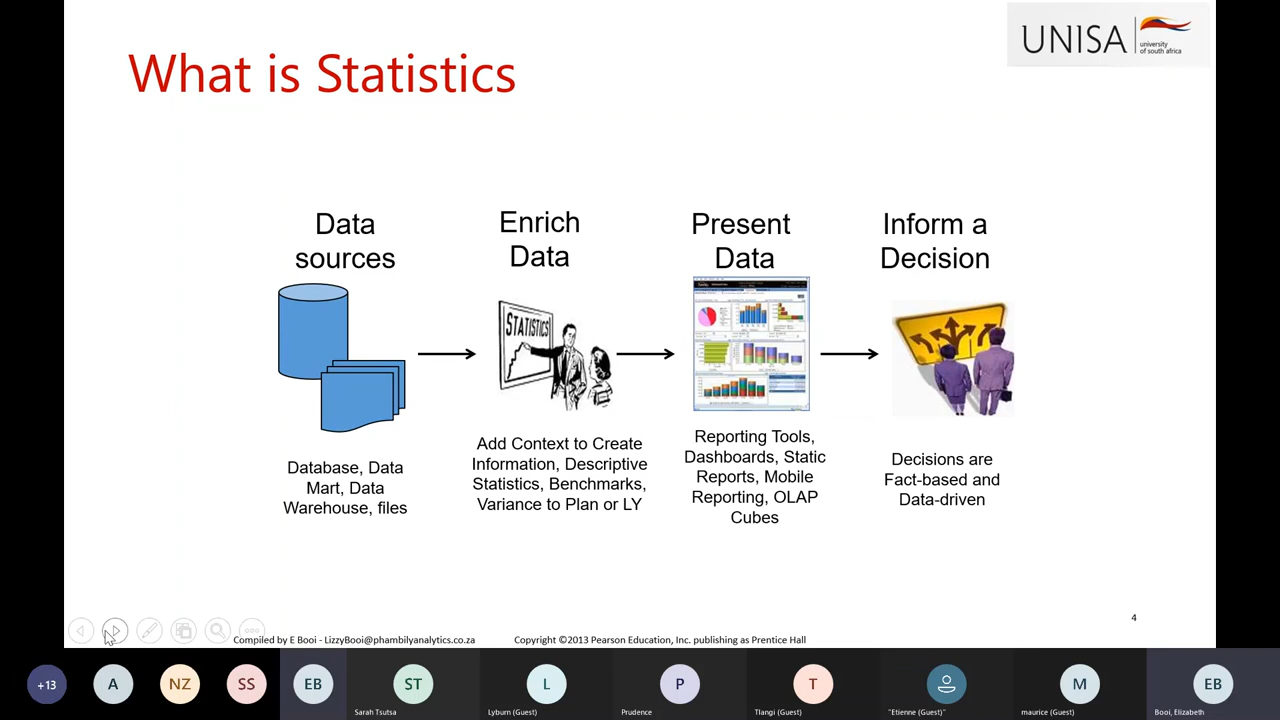 UNISA
university
of south africa
What is Statistics
Data
sources
Enrich
Data
Present
Data
Inform a
Decision
STATISTICS
Database, Data
Mart, Data
Warehouse, files
Add Context to Create
Information, Descriptive
Statistics, Benchmarks,
Variance to Plan or LY
Reporting Tools,
Dashboards, Static
Reports, Mobile
Reporting, OLAP
Cubes
Decisions are
Fact-based and
Data-driven
4
Compiled by E Booi - LizzyBooi@phambilyanalytics.co.za
Copyright ©2013 Pearson Education, Inc. publishing as Prentice Hall
+13
A
NZ
SS
EB
ST
Sarah Tsutsa
L
Lyburn (Guest)
P
Prudence
T
Tlangi (Guest)
"Etienne (Guest)"
M
maurice (Guest)
EB
Booi, Elizabeth